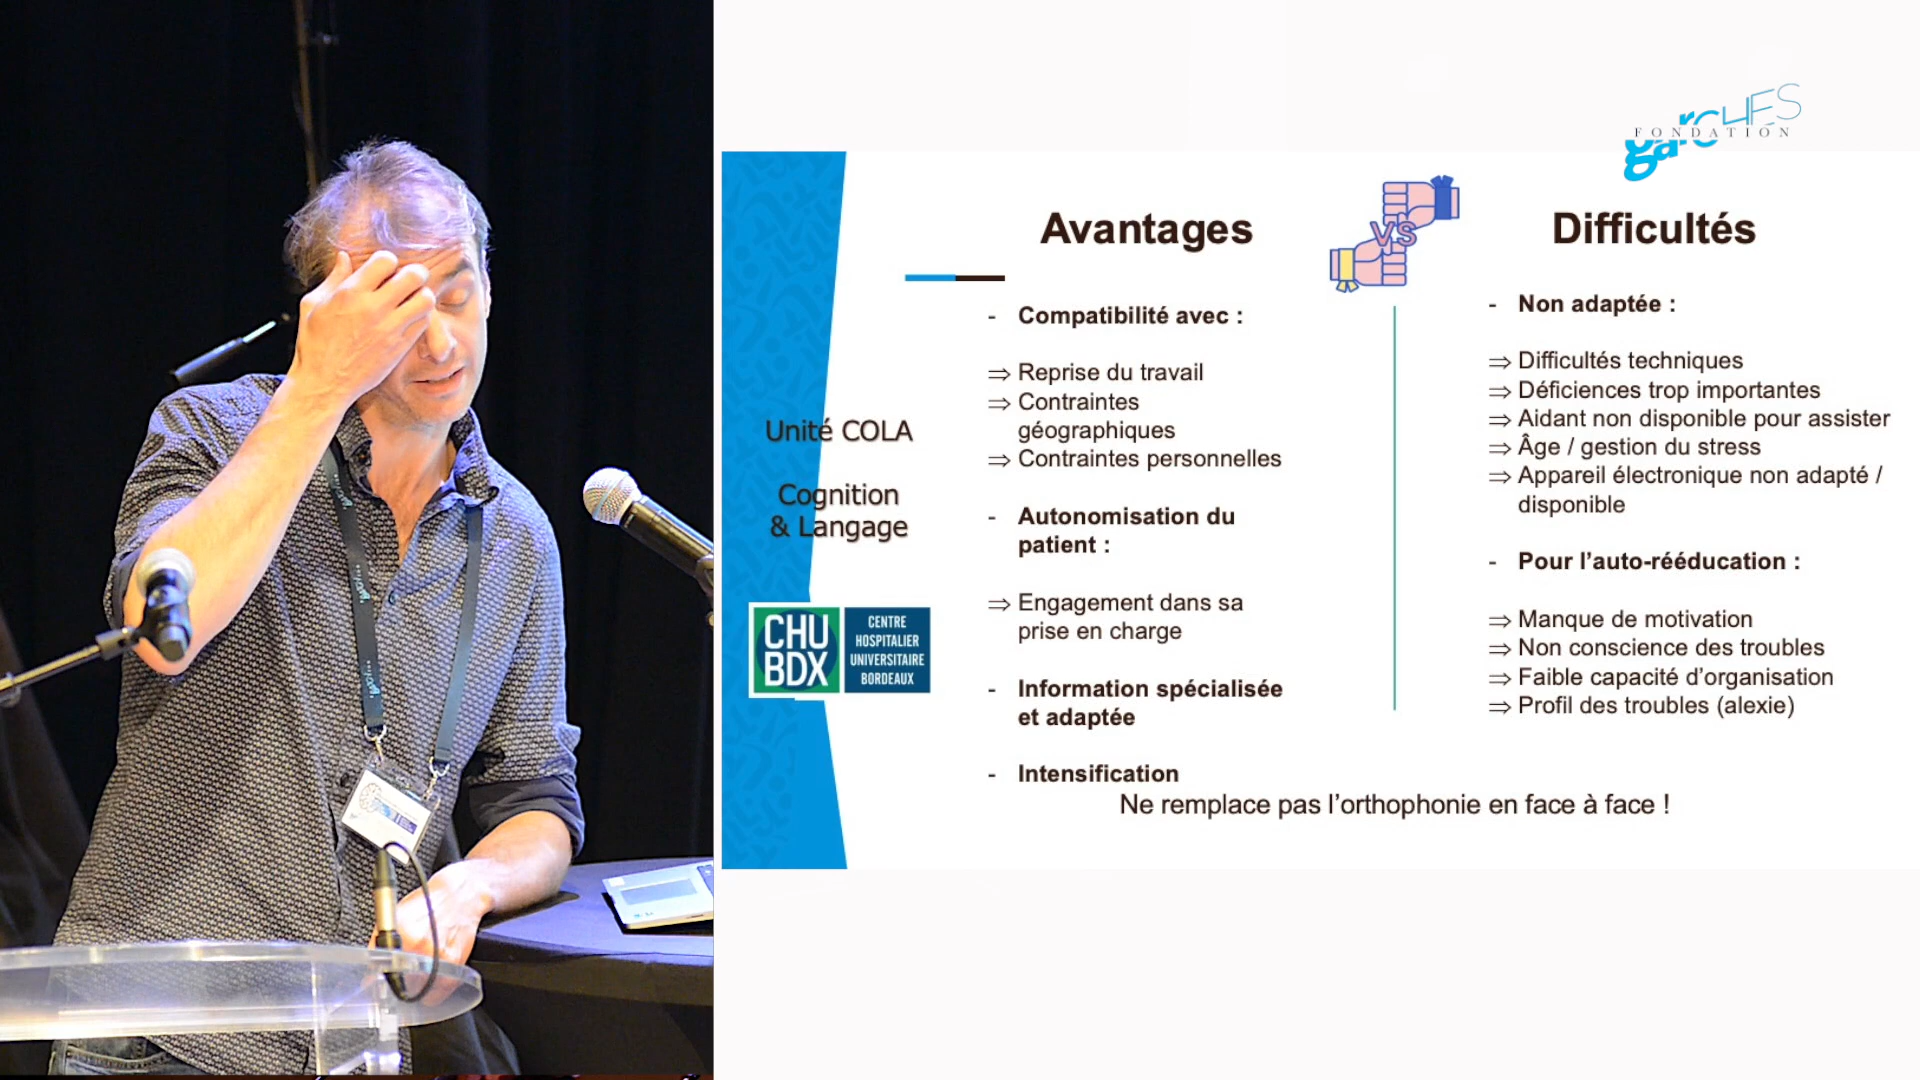 garcHES
FONDATION
Avantages
VS
Difficultés
- Compatibilité avec :
⇒ Reprise du travail
⇒ Contraintes
géographiques
⇒ Contraintes personnelles
- Autonomisation du
patient :
⇒ Engagement dans sa
prise en charge
- Information spécialisée
et adaptée
- Intensification
- Non adaptée :
⇒ Difficultés techniques
⇒ Déficiences trop importantes
⇒ Aidant non disponible pour assister
⇒ Âge / gestion du stress
⇒ Appareil électronique non adapté /
disponible
- Pour l’auto-rééducation :
⇒ Manque de motivation
⇒ Non conscience des troubles
⇒ Faible capacité d’organisation
⇒ Profil des troubles (alexie)
Ne remplace pas l’orthophonie en face à face !
Unité COLA
Cognition
& Langage
CHU
BDX
CENTRE
HOSPITALIER
UNIVERSITAIRE
BORDEAUX